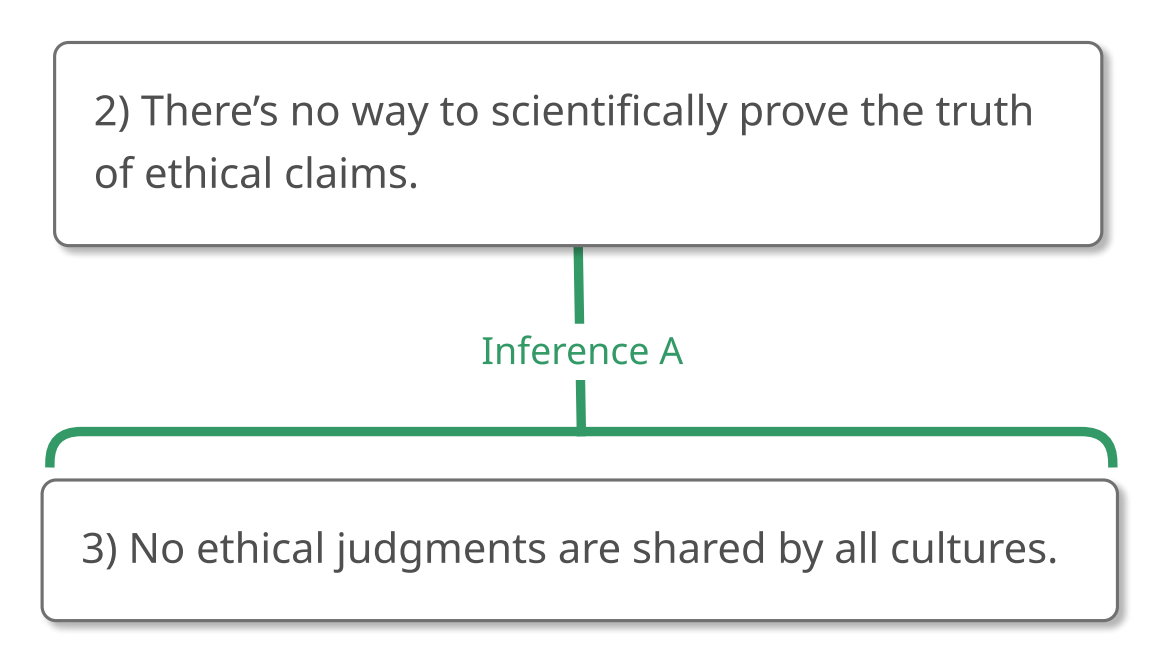 2) There’s no way to scientifically prove the truth
of ethical claims.
Inference A
3) No ethical judgments are shared by all cultures.